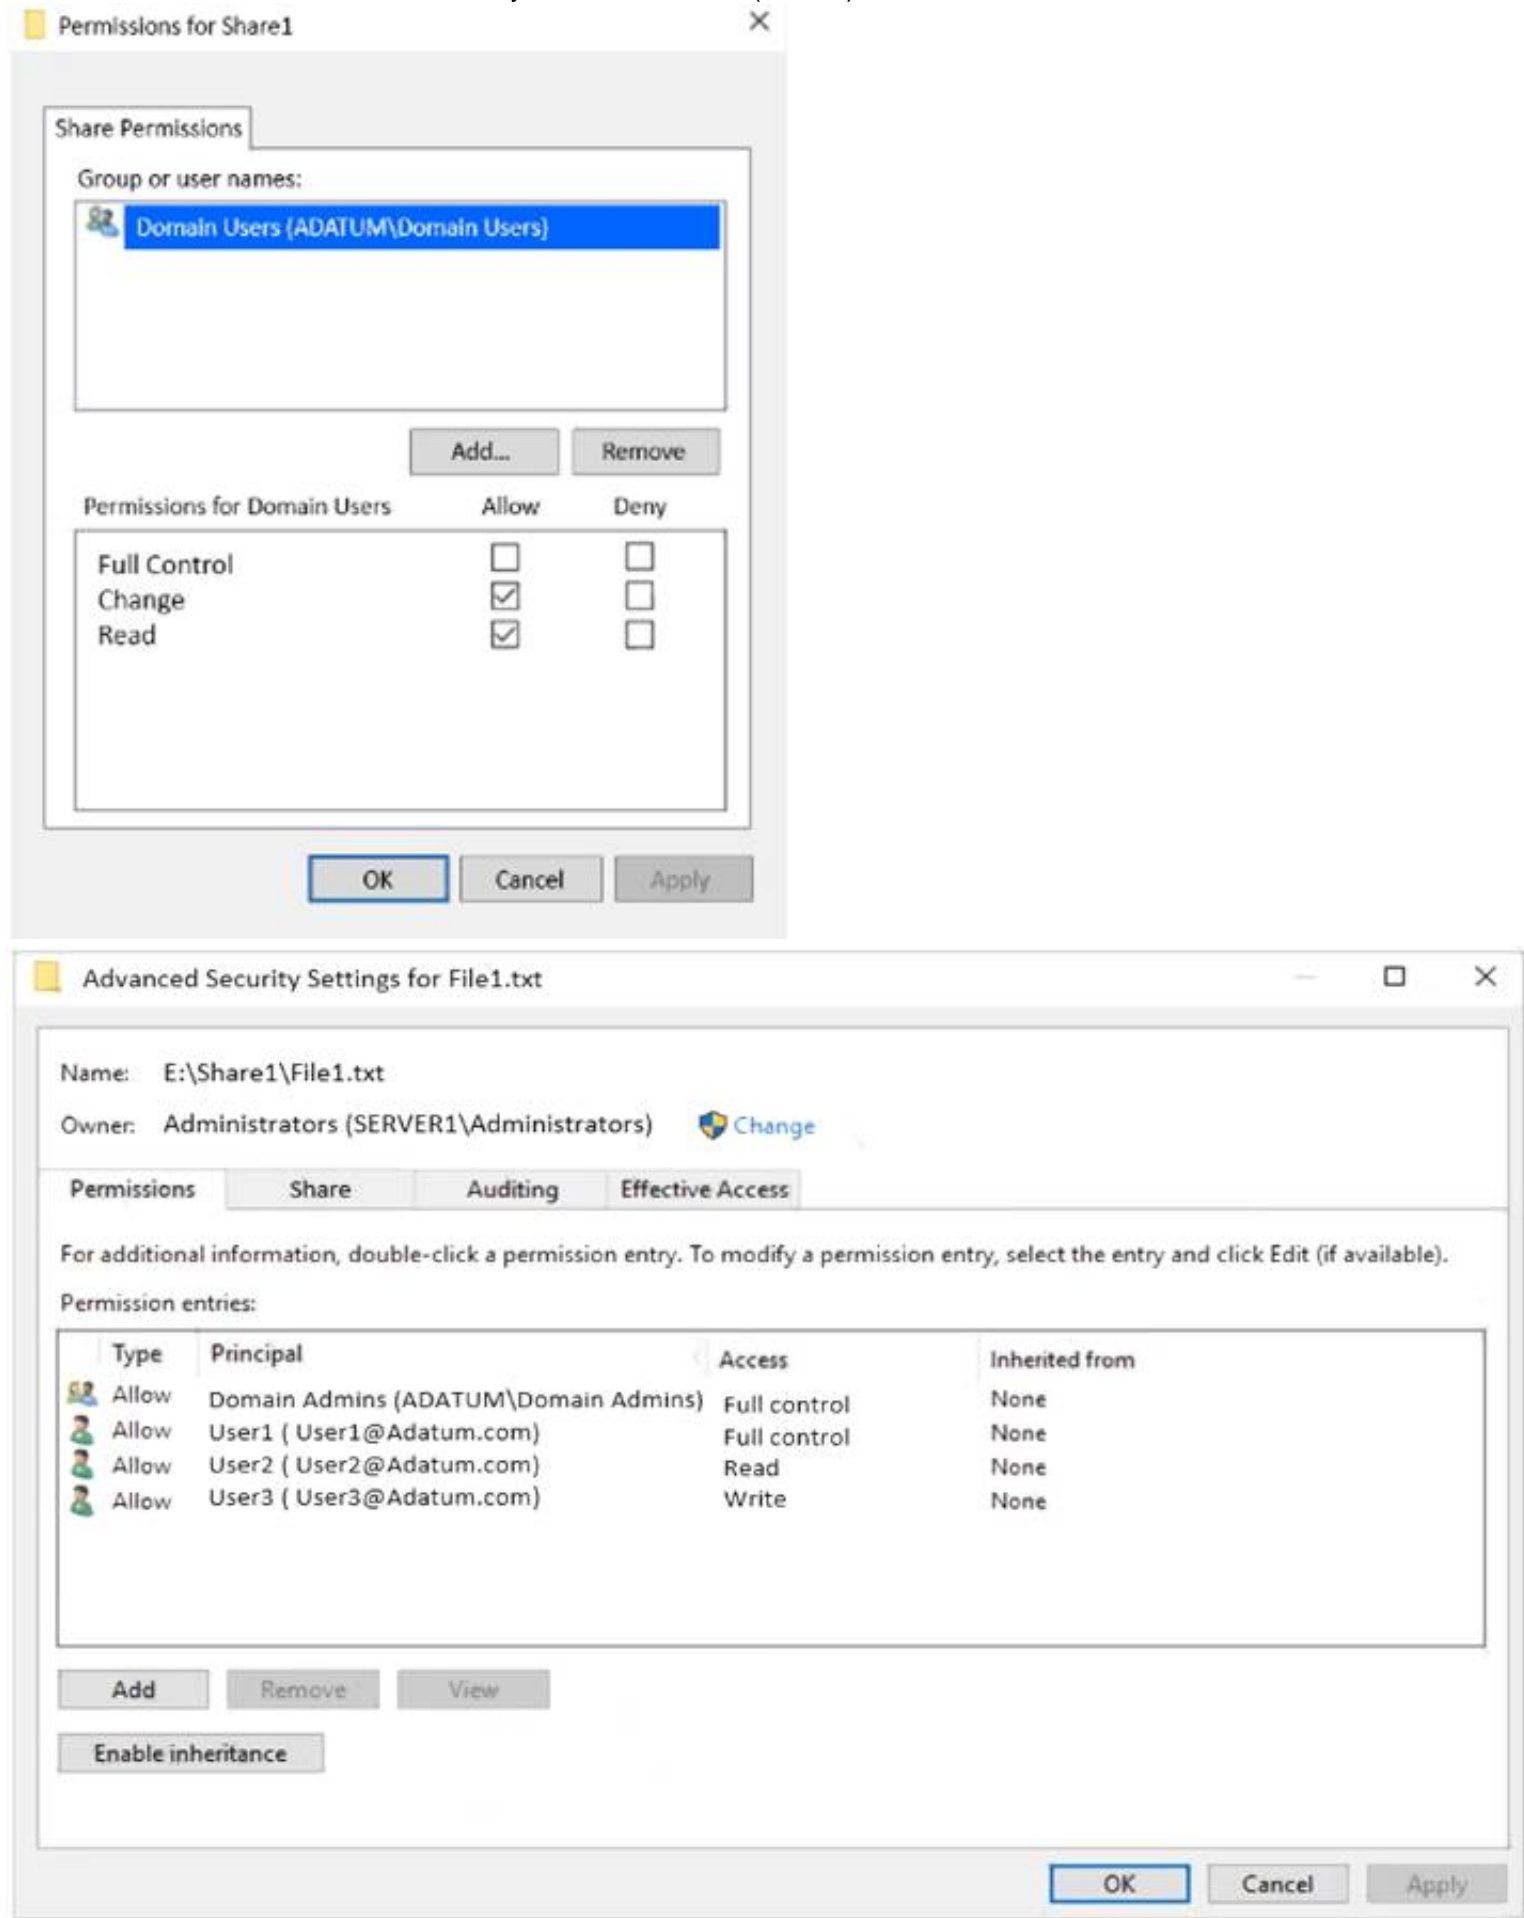 Permissions for Share1
Share Permissions
Group or user names:
Domain Users (ADATUM\Domain Users)
Add...
Remove
Permissions for Domain Users Allow Deny
Full Control
Change
Read
OK
Cancel
Apply
Advanced Security Settings for File1.txt
Name: E:\Share1\File1.txt
Owner: Administrators (SERVER1\Administrators) Change
Permissions Share Auditing Effective Access
For additional information, double-click a permission entry. To modify a permission entry, select the entry and click Edit (if available).
Permission entries:
Type Principal Access Inherited from
Allow Domain Admins (ADATUM\Domain Admins) Full control None
Allow User1 ( User1@Adatum.com) Full control None
Allow User2 ( User2@Adatum.com) Read None
Allow User3 ( User3@Adatum.com) Write None
Add Remove View
Enable inheritance
OK Cancel Apply